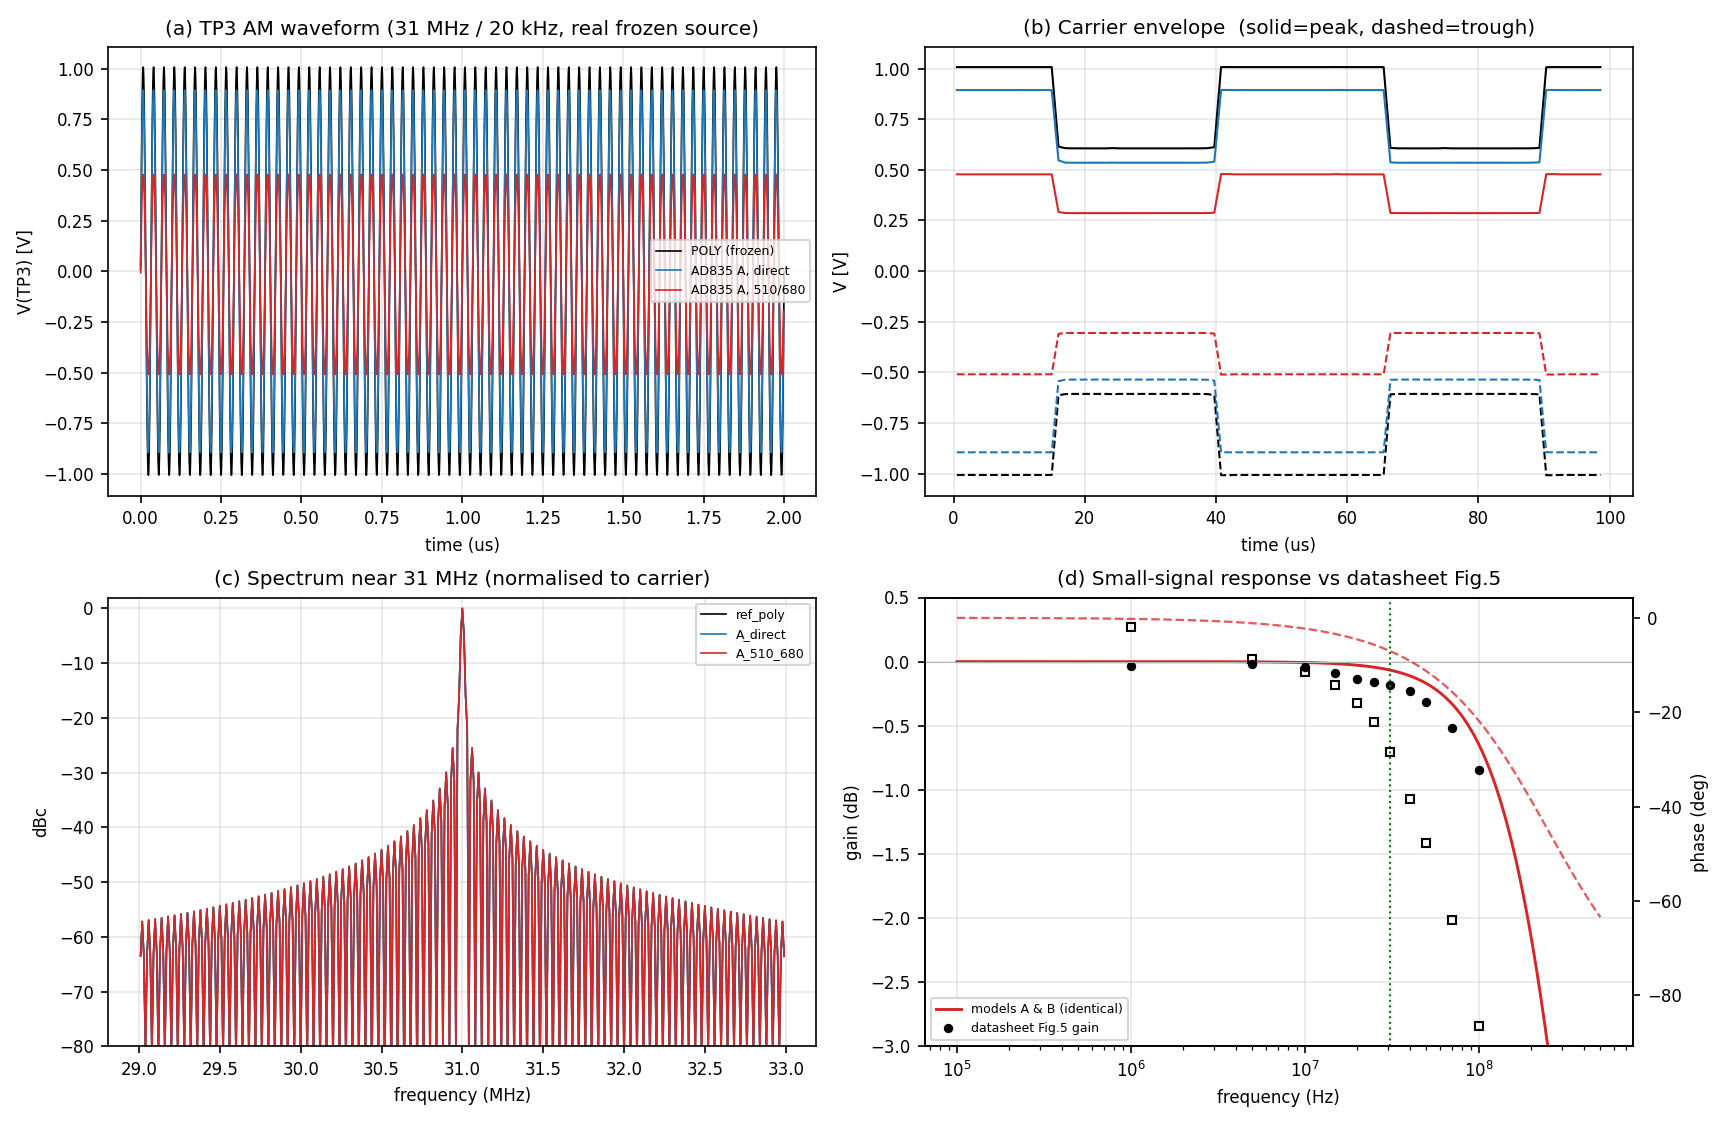 (a) TP3 AM waveform (31 MHz / 20 kHz, real frozen source)
V(TP3) [V]
1.00
0.75
0.50
0.25
0.00
−0.25
−0.50
−0.75
−1.00
POLY (frozen)
AD835 A, direct
AD835 A, 510/680
0.00 0.25 0.50 0.75 1.00 1.25 1.50 1.75 2.00
time (us)
(b) Carrier envelope (solid=peak, dashed=trough)
V [V]
1.00
0.75
0.50
0.25
0.00
−0.25
−0.50
−0.75
−1.00
0 20 40 60 80 100
time (us)
(c) Spectrum near 31 MHz (normalised to carrier)
dBc
0
−10
−20
−30
−40
−50
−60
−70
−80
ref_poly
A_direct
A_510_680
29.0 29.5 30.0 30.5 31.0 31.5 32.0 32.5 33.0
frequency (MHz)
(d) Small-signal response vs datasheet Fig.5
gain (dB)
0.5
0.0
−0.5
−1.0
−1.5
−2.0
−2.5
−3.0
models A & B (identical)
datasheet Fig.5 gain
10⁵ 10⁶ 10⁷ 10⁸
frequency (Hz)
0
−20
−40
−60
−80
phase (deg)